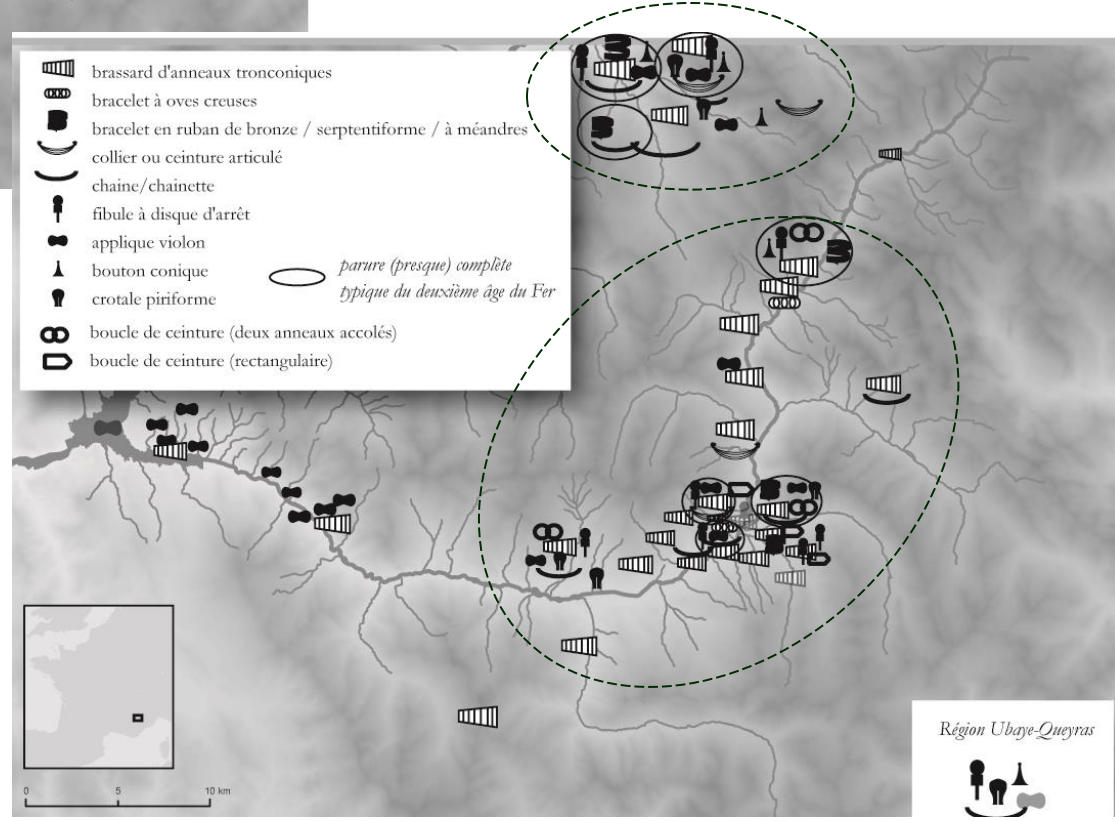 brassard d'anneaux tronconiques
bracelet à oves creuses
bracelet en ruban de bronze / serptentiforme / à méandres
collier ou ceinture articulé
chaine/chainette
fibule à disque d'arrêt
applique violon
bouton conique
crotale piriforme
boucle de ceinture (deux anneaux accolés)
boucle de ceinture (rectangulaire)
parure (presque) complète
typique du deuxième âge du Fer
0 5 10 km
Région Ubaye-Queyras